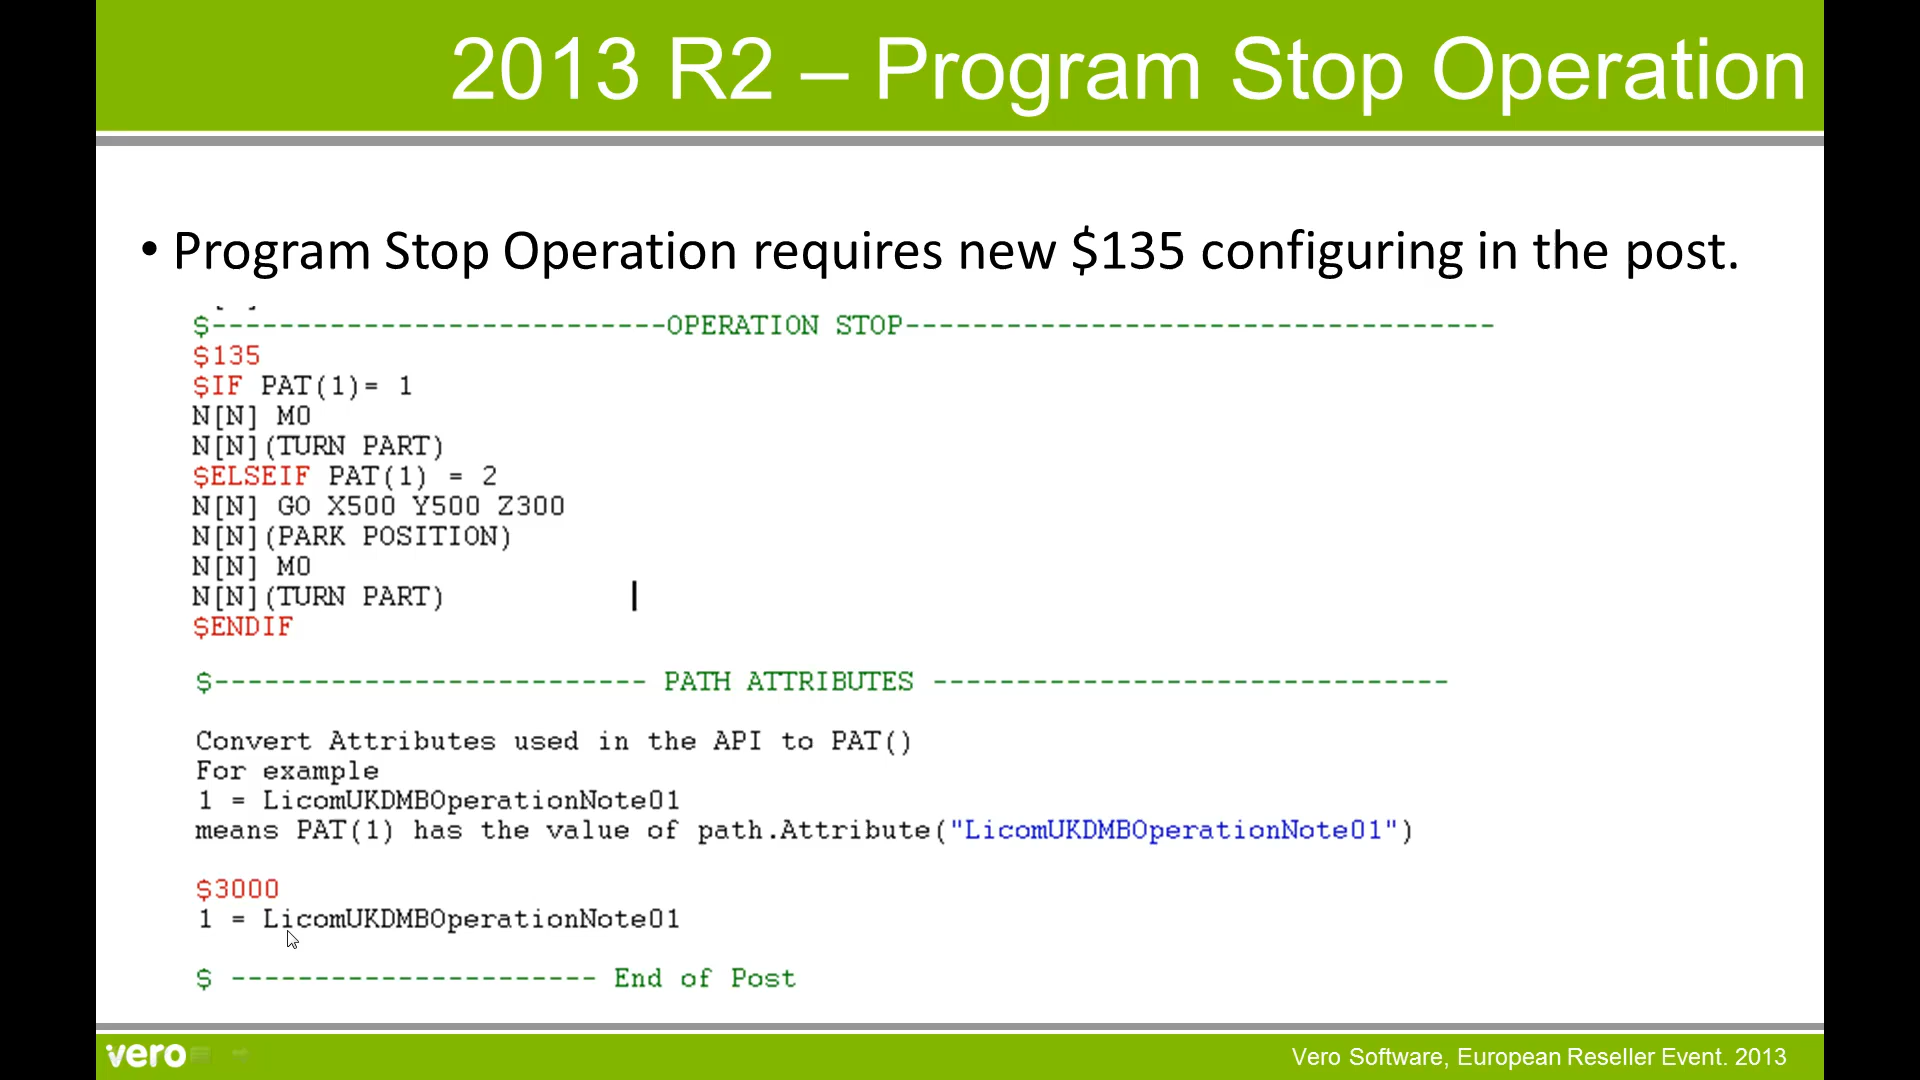 2013 R2 – Program Stop Operation
• Program Stop Operation requires new $135 configuring in the post.
$---------------------------OPERATION STOP-----------------------------------
$135
$IF PAT(1)= 1
N[N] M0
N[N](TURN PART)
$ELSEIF PAT(1) = 2
N[N] G0 X500 Y500 Z300
N[N](PARK POSITION)
N[N] M0
N[N](TURN PART)
$ENDIF
$-------------------------- PATH ATTRIBUTES -------------------------------
Convert Attributes used in the API to PAT()
For example
1 = LicomUKDMBOperationNote01
means PAT(1) has the value of path.Attribute("LicomUKDMBOperationNote01")
$3000
1 = LicomUKDMBOperationNote01
$ ---------------------- End of Post
vero
Vero Software, European Reseller Event. 2013